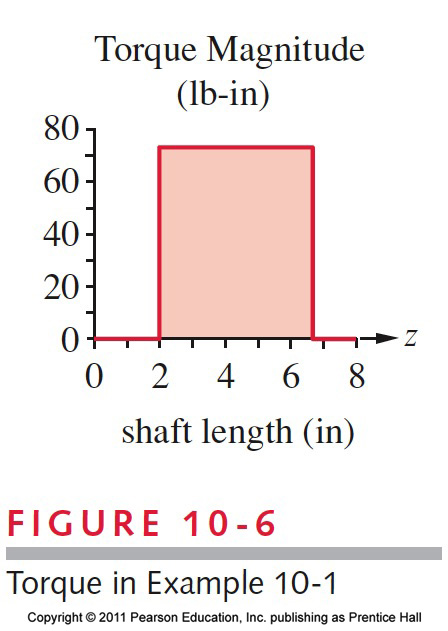 Torque Magnitude
(lb-in)
80
60
40
20
0
0 2 4 6 8 z
shaft length (in)
FIGURE 10-6
Torque in Example 10-1
Copyright © 2011 Pearson Education, Inc. publishing as Prentice Hall